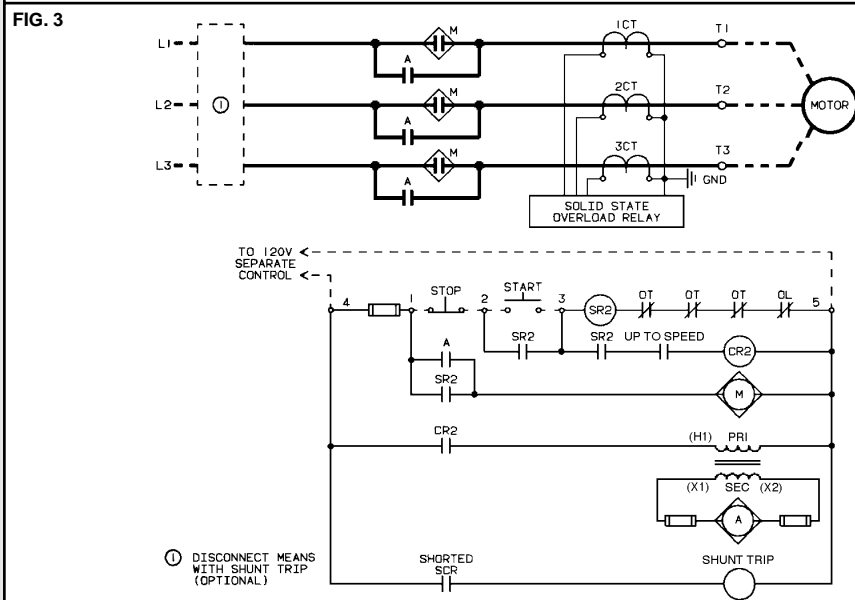 FIG. 3
L1
L2
L3
1
M
A
M
A
M
A
1CT
2CT
3CT
T1
T2
T3
GND
MOTOR
SOLID STATE
OVERLOAD RELAY
TO 120V
SEPARATE
CONTROL
4
1
STOP
2
START
3
SR2
OT
OT
OT
OL
5
SR2
SR2
UP TO SPEED
CR2
A
SR2
M
CR2
(H1) PRI
(X1) SEC (X2)
A
1 DISCONNECT MEANS
WITH SHUNT TRIP
(OPTIONAL)
SHORTED
SCR
SHUNT TRIP